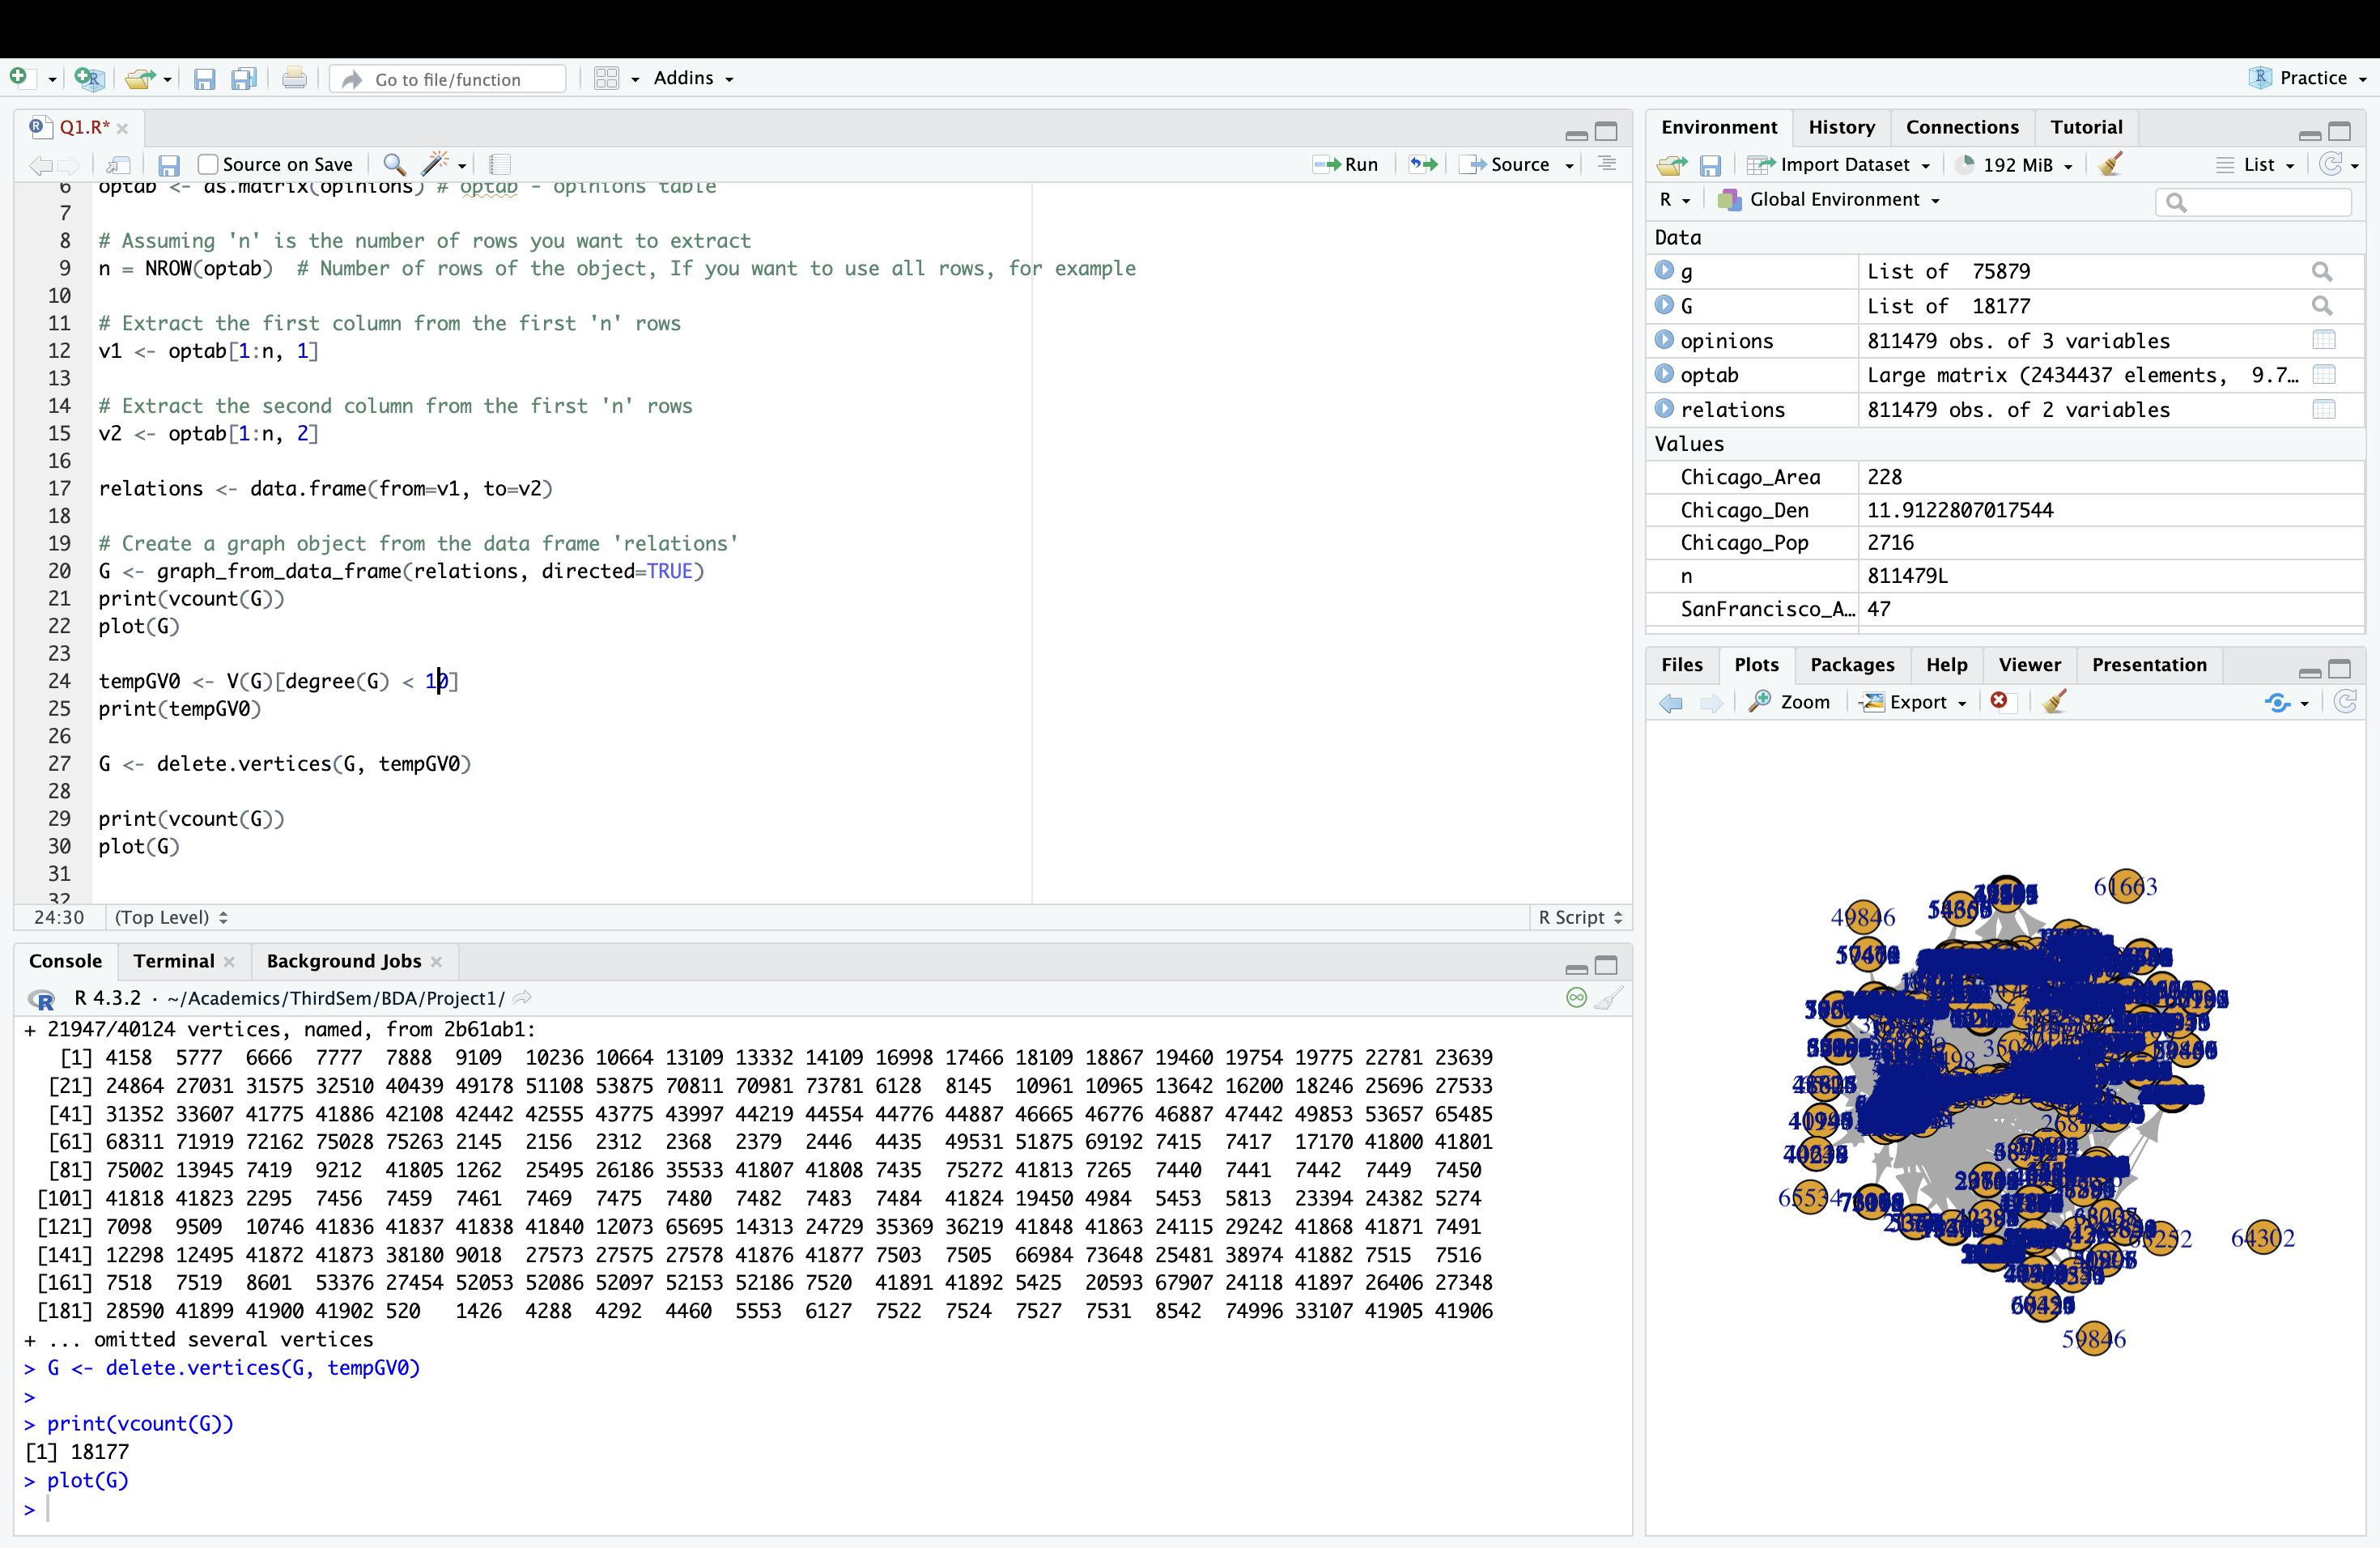 Go to file/function
Addins
Practice
Q1.R*
Source on Save
Run
Source
6 optab <- as.matrix(opinions) # optab - opinions table
7
8 # Assuming 'n' is the number of rows you want to extract
9 n = NROW(optab)  # Number of rows of the object, If you want to use all rows, for example
10
11 # Extract the first column from the first 'n' rows
12 v1 <- optab[1:n, 1]
13
14 # Extract the second column from the first 'n' rows
15 v2 <- optab[1:n, 2]
16
17 relations <- data.frame(from=v1, to=v2)
18
19 # Create a graph object from the data frame 'relations'
20 G <- graph_from_data_frame(relations, directed=TRUE)
21 print(vcount(G))
22 plot(G)
23
24 tempGV0 <- V(G)[degree(G) < 10]
25 print(tempGV0)
26
27 G <- delete.vertices(G, tempGV0)
28
29 print(vcount(G))
30 plot(G)
31
32
24:30 (Top Level) R Script
Console Terminal Background Jobs
R R 4.3.2 · ~/Academics/ThirdSem/BDA/Project1/
+ 21947/40124 vertices, named, from 2b61ab1:
[1] 4158 5777 6666 7777 7888 9109 10236 10664 13109 13332 14109 16998 17466 18109 18867 19460 19754 19775 22781 23639
[21] 24864 27031 31575 32510 40439 49178 51108 53875 70811 70981 73781 6128 8145 10961 10965 13642 16200 18246 25696 27533
[41] 31352 33607 41775 41886 42108 42442 42555 43775 43997 44219 44554 44776 44887 46665 46776 46887 47442 49853 53657 65485
[61] 68311 71919 72162 75028 75263 2145 2156 2312 2368 2379 2446 4435 49531 51875 69192 7415 7417 17170 41800 41801
[81] 75002 13945 7419 9212 41805 1262 25495 26186 35533 41807 41808 7435 75272 41813 7265 7440 7441 7442 7449 7450
[101] 41818 41823 2295 7456 7459 7461 7469 7475 7480 7482 7483 7484 41824 19450 4984 5453 5813 23394 24382 5274
[121] 7098 9509 10746 41836 41837 41838 41840 12073 65695 14313 24729 35369 36219 41848 41863 24115 29242 41868 41871 7491
[141] 12298 12495 41872 41873 38180 9018 27573 27575 27578 41876 41877 7503 7505 66984 73648 25481 38974 41882 7515 7516
[161] 7518 7519 8601 53376 27454 52053 52086 52097 52153 52186 7520 41891 41892 5425 20593 67907 24118 41897 26406 27348
[181] 28590 41899 41900 41902 520 1426 4288 4292 4460 5553 6127 7522 7524 7527 7531 8542 74996 33107 41905 41906
+ ... omitted several vertices
> G <- delete.vertices(G, tempGV0)
>
> print(vcount(G))
[1] 18177
> plot(G)
>
Environment History Connections Tutorial
Import Dataset 192 MiB List
R Global Environment
Data
g List of  75879
G List of  18177
opinions 811479 obs. of 3 variables
optab Large matrix (2434437 elements,  9.7…
relations 811479 obs. of 2 variables
Values
Chicago_Area 228
Chicago_Den 11.9122807017544
Chicago_Pop 2716
n 811479L
SanFrancisco_A… 47
Files Plots Packages Help Viewer Presentation
Zoom Export
61663
49846
65534
64302
59846